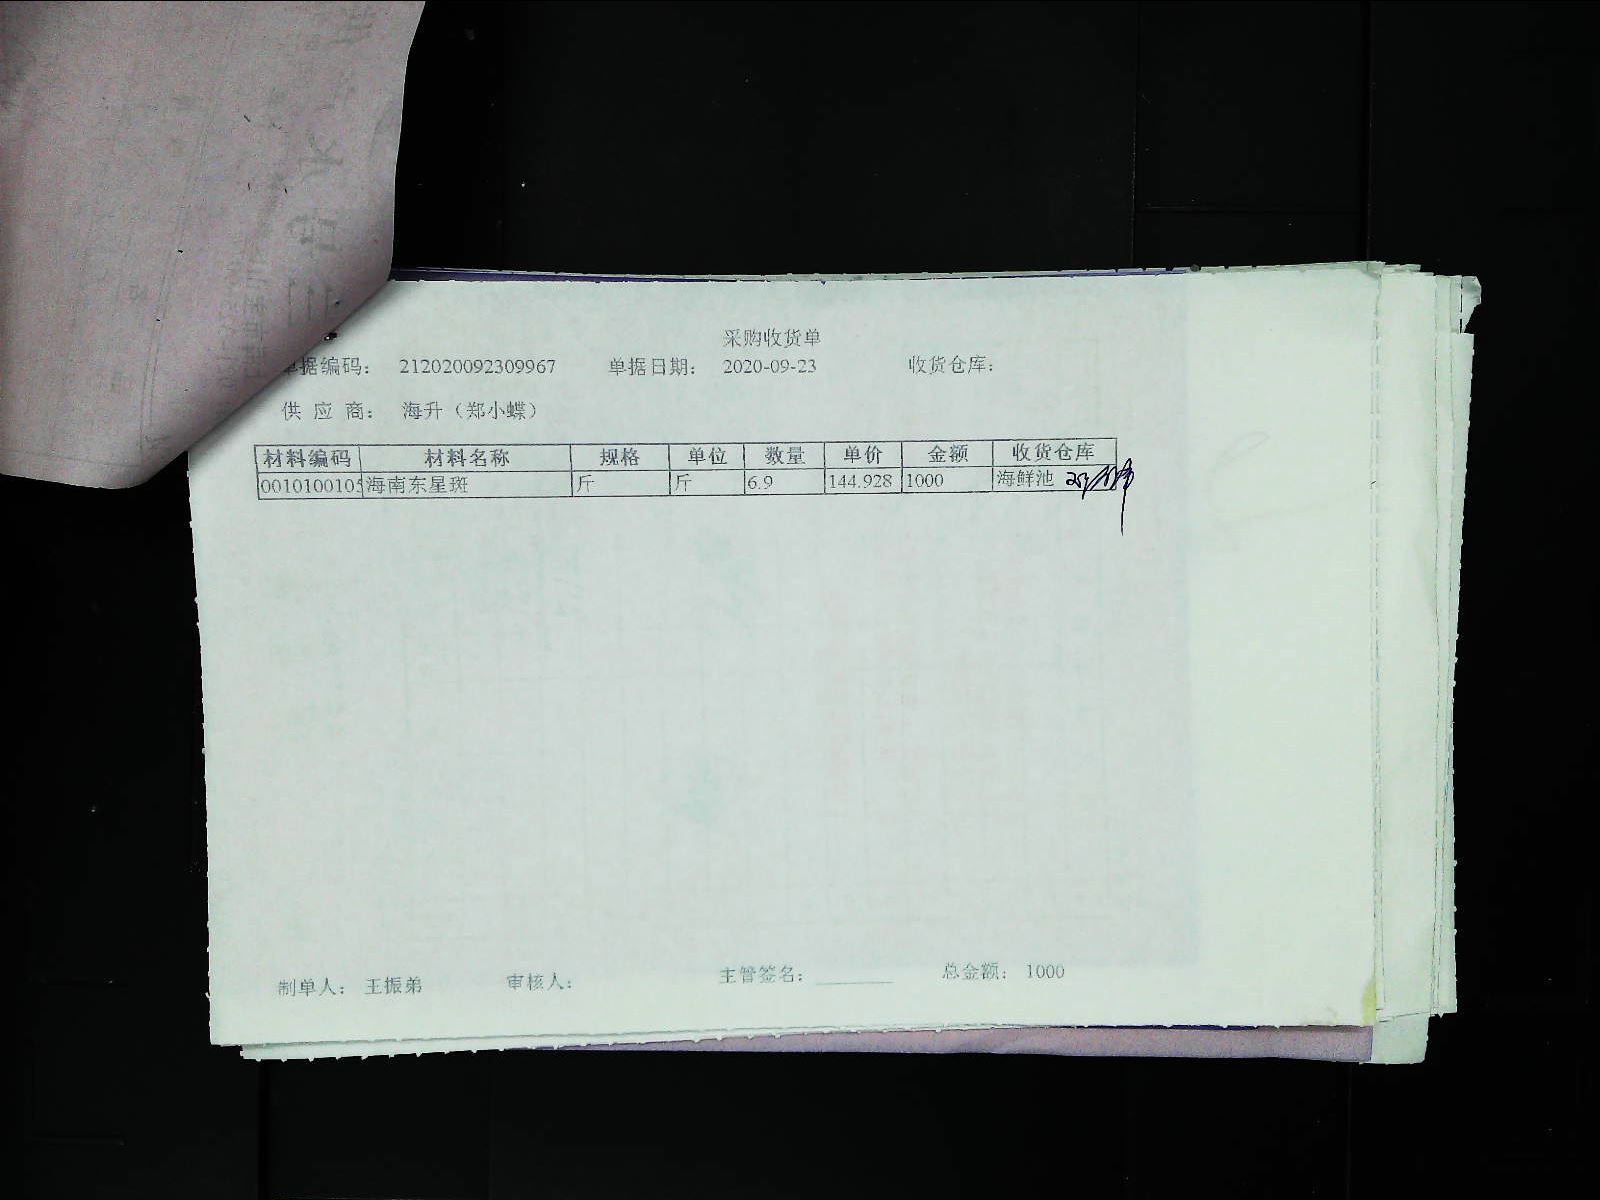 采购收货单
单据编码： 212020092309967 单据日期： 2020-09-23 收货仓库：
供 应 商： 海升（郑小蝶）
材料编码 材料名称 规格 单位 数量 单价 金额 收货仓库
0010100105 海南东星斑 斤 斤 6.9 144.928 1000 海鲜池
制单人： 王振弟 审核人： 主管签名： 总金额： 1000